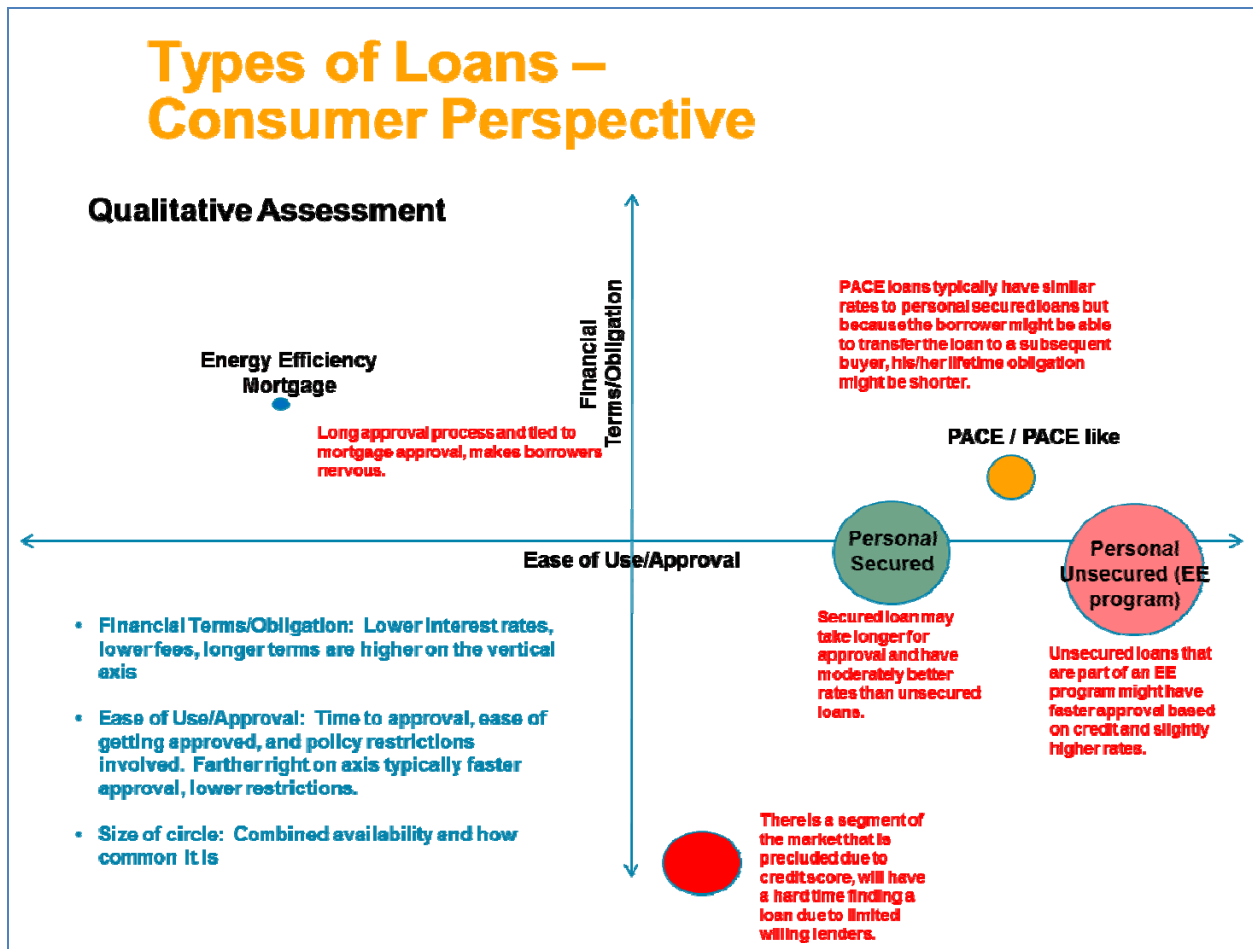 Types of Loans –
Consumer Perspective
Qualitative Assessment
Financial
Terms/Obligation
PACE loans typically have similar
rates to personal secured loans but
because the borrower might be able
to transfer the loan to a subsequent
buyer, his/her lifetime obligation
might be shorter.
Energy Efficiency
Mortgage
Long approval process and tied to
mortgage approval, makes borrowers
nervous.
PACE / PACE like
Ease of Use/Approval
Personal
Secured
Personal
Unsecured (EE
program)
Secured loan may
take longer for
approval and have
moderately better
rates than unsecured
loans.
Unsecured loans that
are part of an EE
program might have
faster approval based
on credit and slightly
higher rates.
• Financial Terms/Obligation: Lower interest rates,
lower fees, longer terms are higher on the vertical
axis
• Ease of Use/Approval: Time to approval, ease of
getting approved, and policy restrictions
involved. Farther right on axis typically faster
approval, lower restrictions.
• Size of circle: Combined availability and how
common it is
There is a segment of
the market that is
precluded due to
credit score, will have
a hard time finding a
loan due to limited
willing lenders.